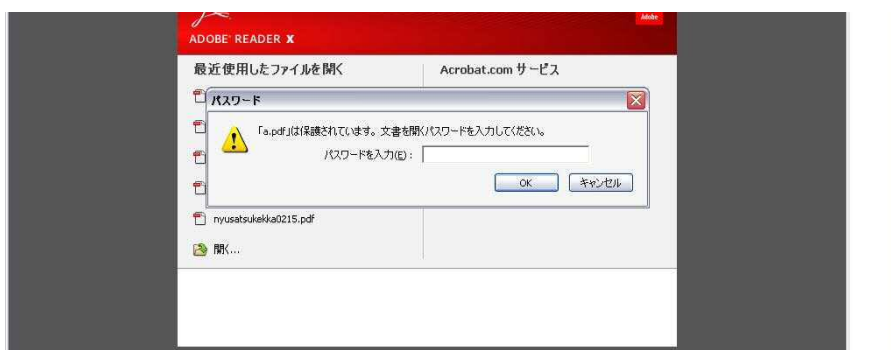 Adobe
ADOBE® READER X
最近使用したファイルを開く
Acrobat.com サービス
パスワード
「a.pdf」は保護されています。文書を開くパスワードを入力してください。
パスワードを入力(E):
OK
キャンセル
nyusatsukekka0215.pdf
開く...